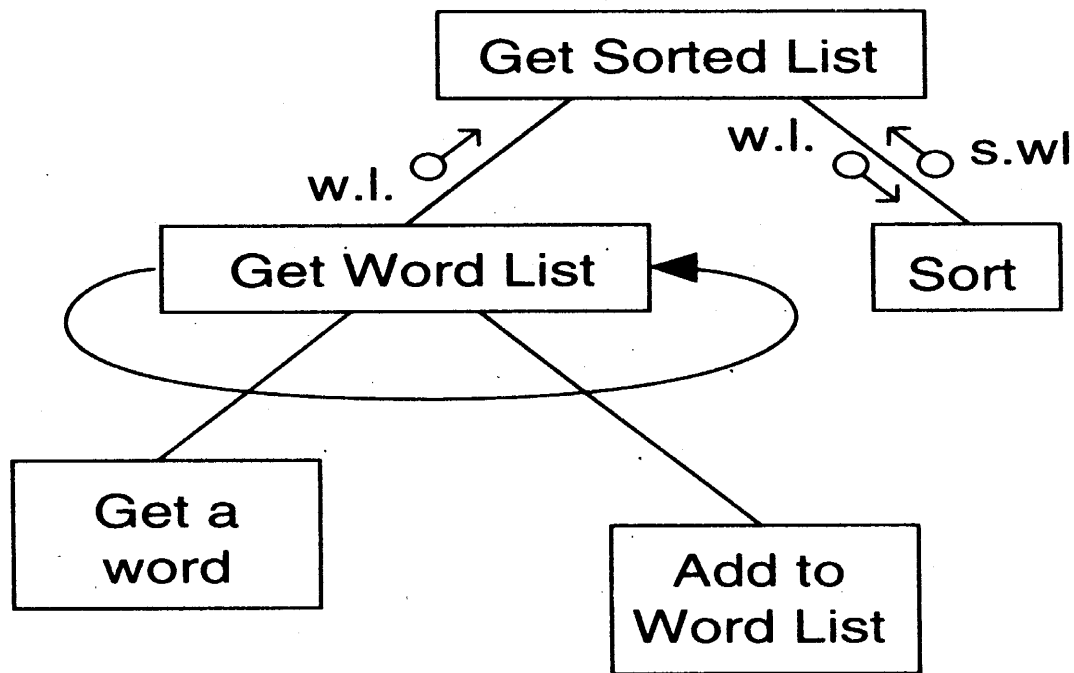 Get Sorted List
w.l.
w.l.
s.wl
Get Word List
Sort
Get a
word
Add to
Word List